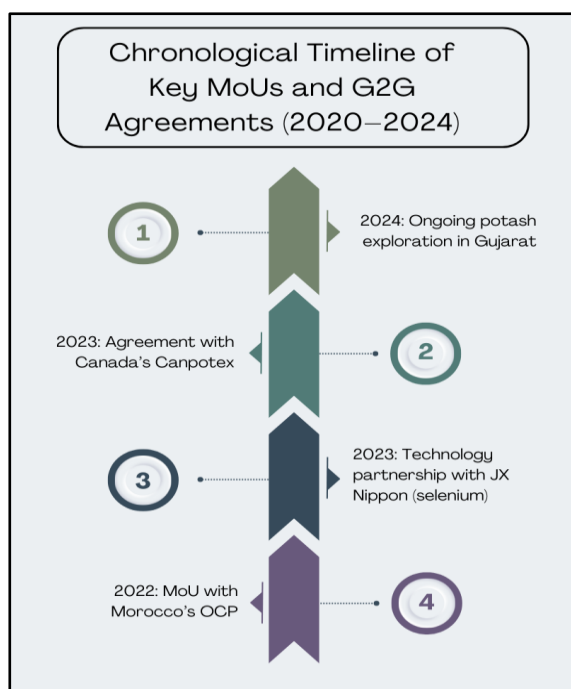 Chronological Timeline of
Key MoUs and G2G
Agreements (2020–2024)
1
2024: Ongoing potash
exploration in Gujarat
2023: Agreement with
Canada's Canpotex
2
3
2023: Technology
partnership with JX
Nippon (selenium)
2022: MoU with
Morocco's OCP
4